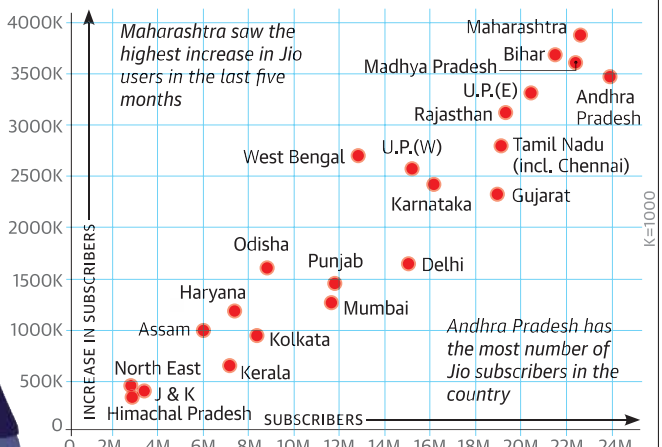 4000K
3500K
3000K
2500K
2000K
1500K
1000K
500K
0
INCREASE IN SUBSCRIBERS
Maharashtra saw the
highest increase in Jio
users in the last five
months
Maharashtra
Bihar
Madhya Pradesh
Andhra
Pradesh
U.P.(E)
Rajasthan
Tamil Nadu
(incl. Chennai)
U.P.(W)
West Bengal
Karnataka
Gujarat
K=1000
Odisha
Punjab
Delhi
Haryana
Mumbai
Assam
Kolkata
Kerala
North East
J & K
Himachal Pradesh
Andhra Pradesh has
the most number of
Jio subscribers in the
country
SUBSCRIBERS
0 2M 4M 6M 8M 10M 12M 14M 16M 18M 20M 22M 24M